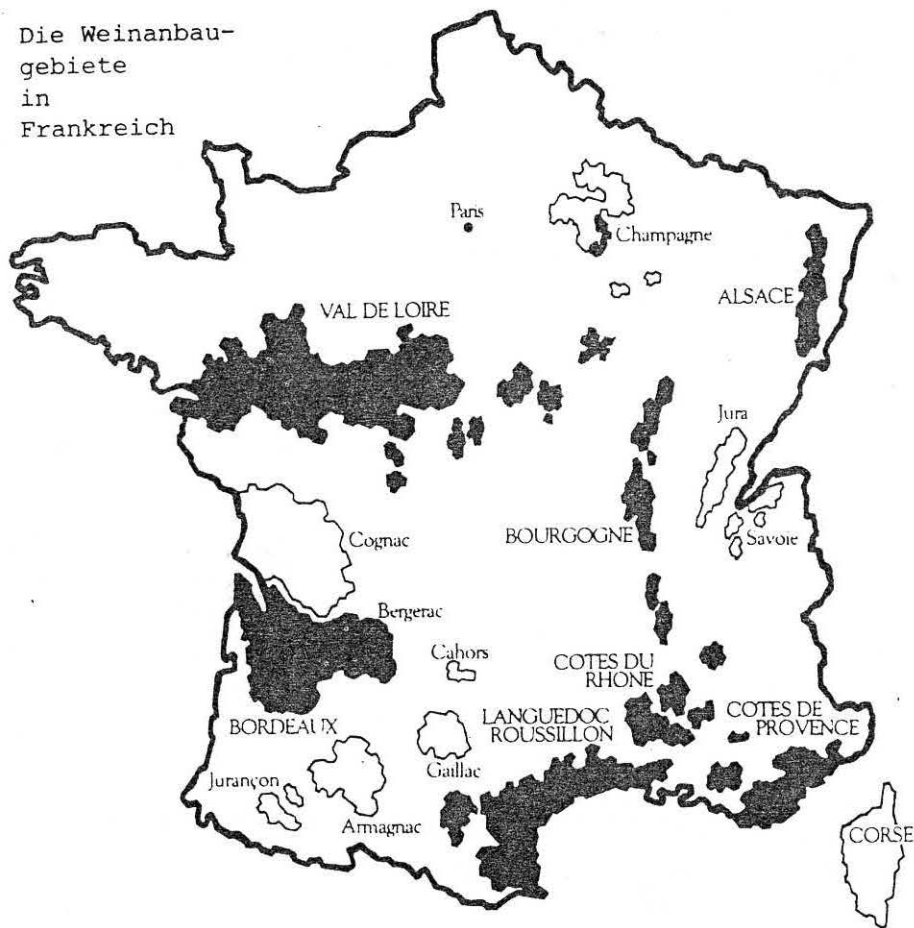 Die Weinanbau-
gebiete
in
Frankreich
Paris
Champagne
ALSACE
VAL DE LOIRE
Jura
BOURGOGNE
Savoie
Cognac
Bergerac
Cahors
COTES DU
RHONE
BORDEAUX
LANGUEDOC
ROUSSILLON
COTES DE
PROVENCE
Gaillac
Jurançon
Armagnac
CORSE